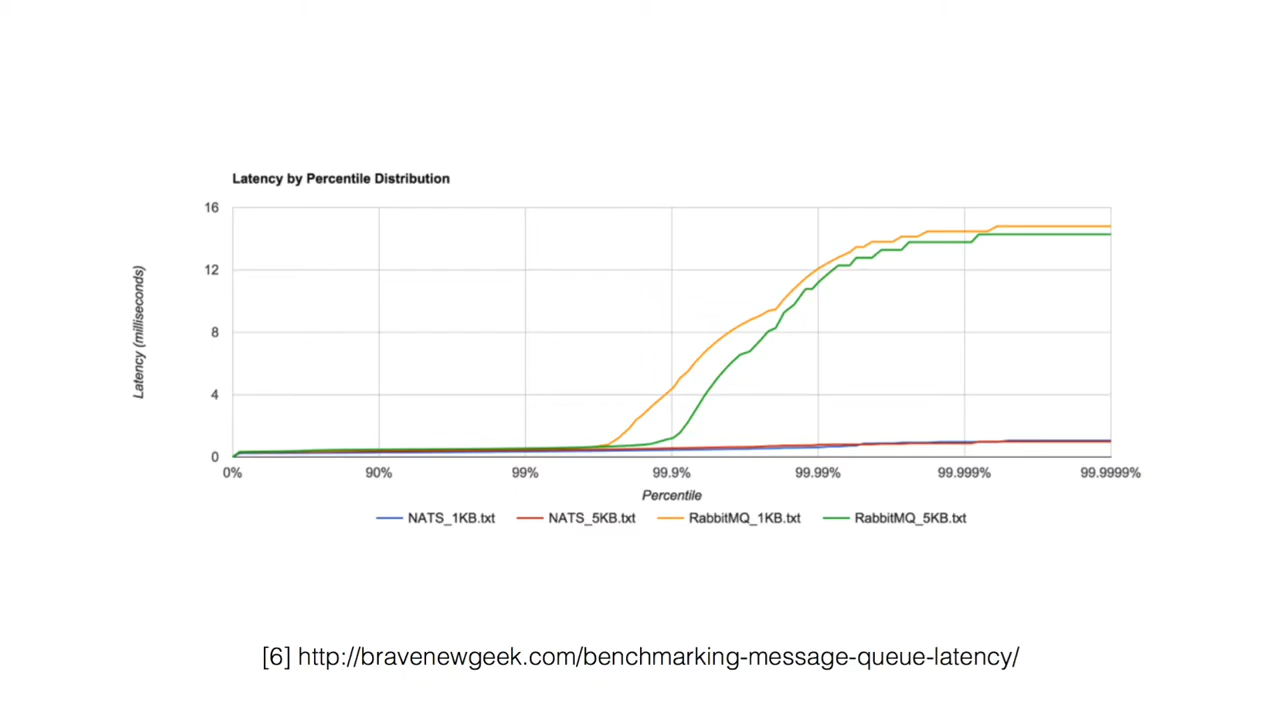 Latency by Percentile Distribution
16
12
8
4
0
Latency (milliseconds)
0% 90% 99% 99.9% 99.99% 99.999% 99.9999%
Percentile
NATS_1KB.txt NATS_5KB.txt RabbitMQ_1KB.txt RabbitMQ_5KB.txt
[6] http://bravenewgeek.com/benchmarking-message-queue-latency/